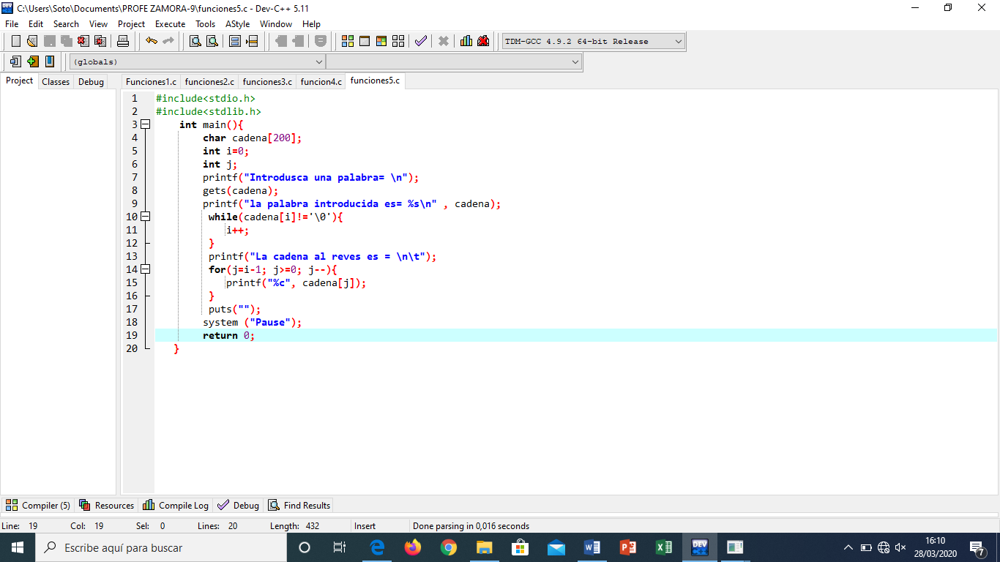 C:\Users\Soto\Documents\PROFE ZAMORA-9\funciones5.c - Dev-C++ 5.11
File Edit Search View Project Execute Tools AStyle Window Help
TDM-GCC 4.9.2 64-bit Release
(globals)
Project Classes Debug Funciones1.c funciones2.c funciones3.c funcion4.c funciones5.c
1 #include<stdio.h>
2 #include<stdlib.h>
3 int main(){
4 char cadena[200];
5 int i=0;
6 int j;
7 printf("Introdusca una palabra= \n");
8 gets(cadena);
9 printf("la palabra introducida es= %s\n" , cadena);
10 while(cadena[i]!='\0'){
11 i++;
12 }
13 printf("La cadena al reves es = \n\t");
14 for(j=i-1; j>=0; j--){
15 printf("%c", cadena[j]);
16 }
17 puts("");
18 system ("Pause");
19 return 0;
20 }
Compiler (5) Resources Compile Log Debug Find Results
Line: 19 Col: 19 Sel: 0 Lines: 20 Length: 432 Insert Done parsing in 0,016 seconds
Escribe aquí para buscar
DEV
16:10
28/03/2020
7